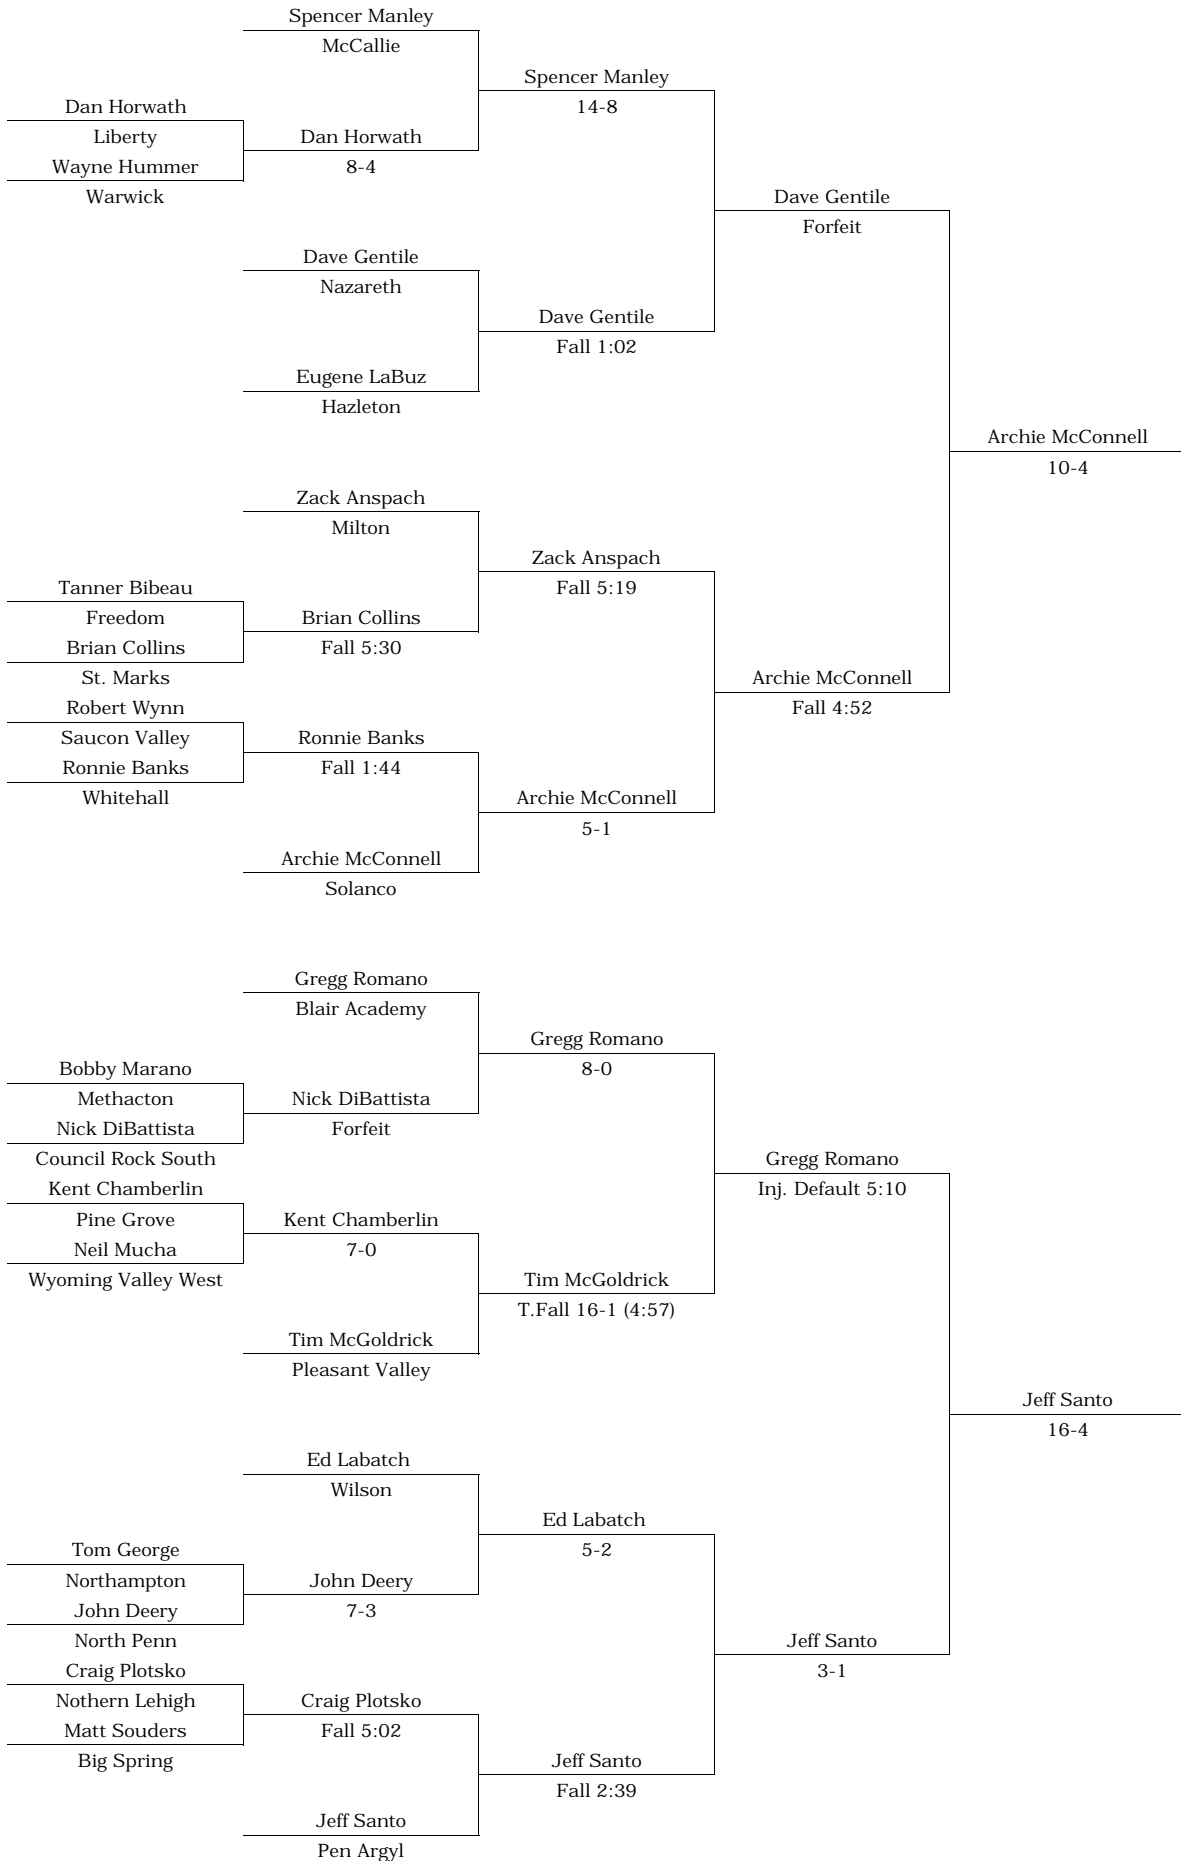 Spencer Manley
McCallie
Spencer Manley
14-8
Dan Horwath
Liberty
Dan Horwath
Wayne Hummer
8-4
Warwick
Dave Gentile
Forfeit
Dave Gentile
Nazareth
Dave Gentile
Fall 1:02
Eugene LaBuz
Hazleton
Archie McConnell
10-4
Zack Anspach
Milton
Zack Anspach
Fall 5:19
Tanner Bibeau
Freedom
Brian Collins
Brian Collins
Fall 5:30
St. Marks
Archie McConnell
Fall 4:52
Robert Wynn
Saucon Valley
Ronnie Banks
Ronnie Banks
Fall 1:44
Whitehall
Archie McConnell
5-1
Archie McConnell
Solanco
Gregg Romano
Blair Academy
Gregg Romano
8-0
Bobby Marano
Methacton
Nick DiBattista
Nick DiBattista
Forfeit
Council Rock South
Gregg Romano
Inj. Default 5:10
Kent Chamberlin
Pine Grove
Kent Chamberlin
Neil Mucha
7-0
Wyoming Valley West
Tim McGoldrick
T.Fall 16-1 (4:57)
Tim McGoldrick
Pleasant Valley
Jeff Santo
16-4
Ed Labatch
Wilson
Ed Labatch
5-2
Tom George
Northampton
John Deery
John Deery
7-3
North Penn
Jeff Santo
3-1
Craig Plotsko
Nothern Lehigh
Craig Plotsko
Matt Souders
Fall 5:02
Big Spring
Jeff Santo
Fall 2:39
Jeff Santo
Pen Argyl